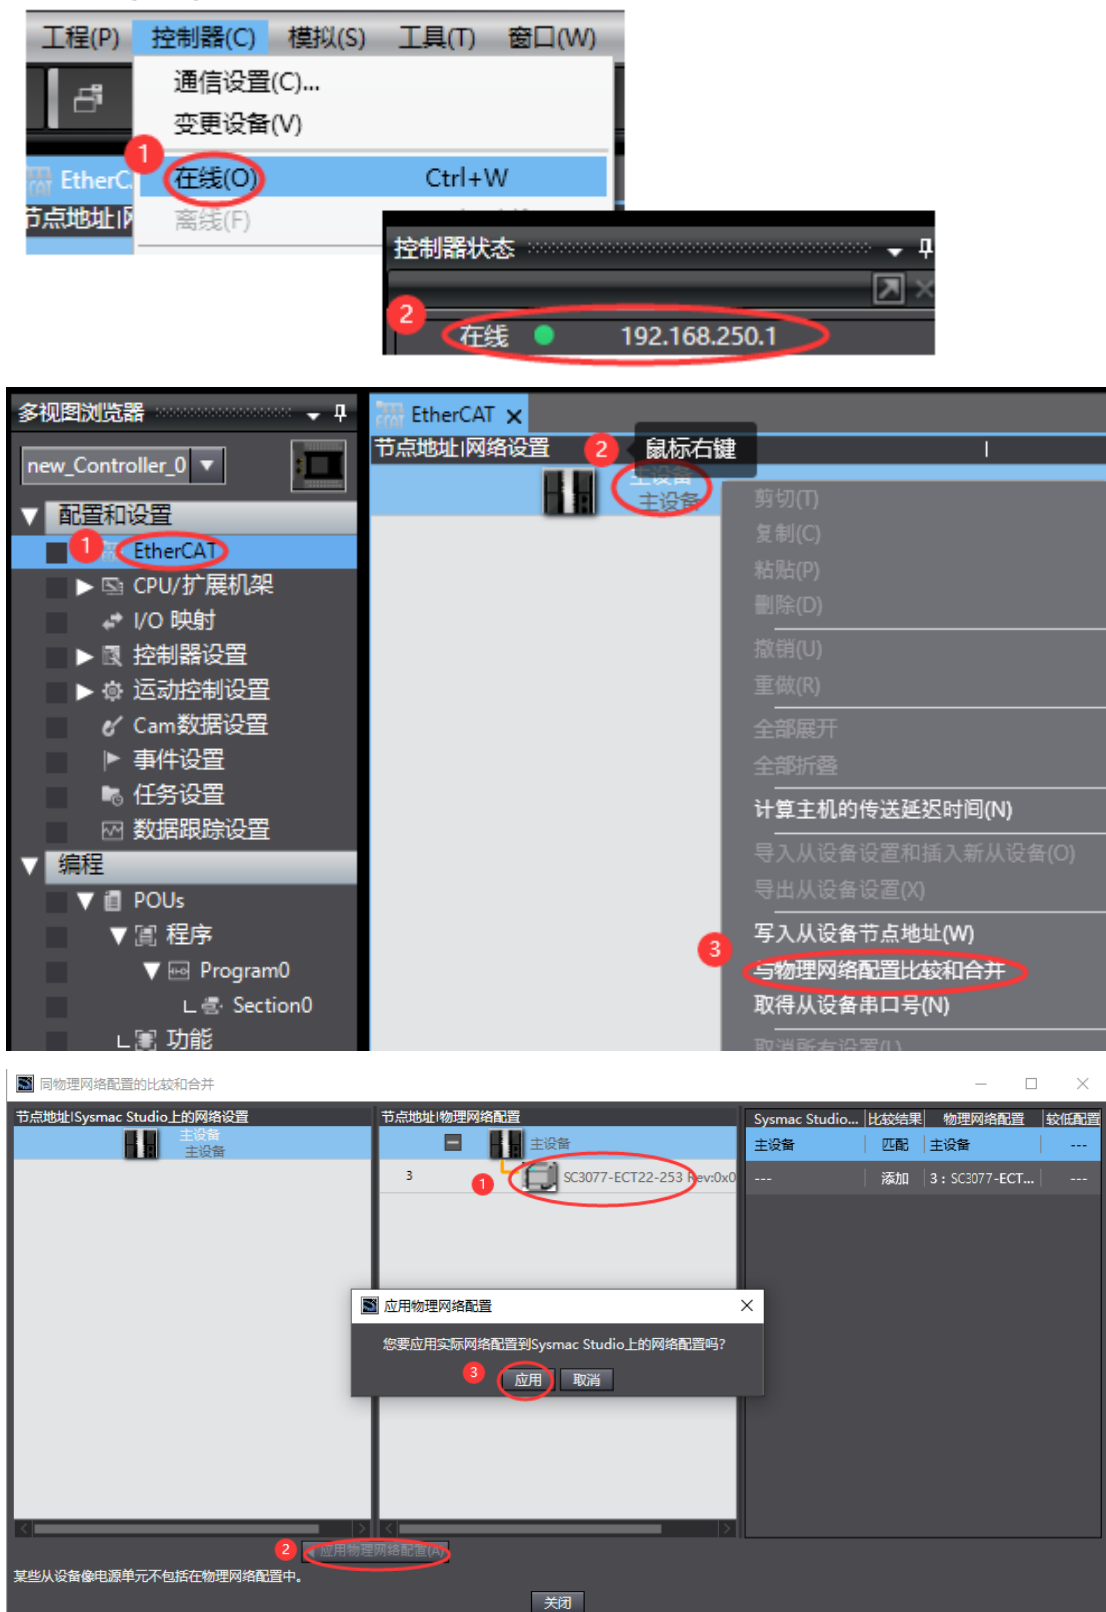 工程(P) 控制器(C) 模拟(S) 工具(T) 窗口(W)
通信设置(C)...
变更设备(V)
1
在线(O) Ctrl+W
EtherC
节点地址|网
离线(F)
控制器状态
2
在线 192.168.250.1
多视图浏览器
new_Controller_0
配置和设置
1
EtherCAT
CPU/扩展机架
I/O 映射
控制器设置
运动控制设置
Cam数据设置
事件设置
任务设置
数据跟踪设置
编程
POUs
程序
Program0
Section0
功能
EtherCAT
节点地址|网络设置
2
鼠标右键
主设备
主设备
剪切(T)
复制(C)
粘贴(P)
删除(D)
撤销(U)
重做(R)
全部展开
全部折叠
计算主机的传送延迟时间(N)
导入从设备设置和插入新从设备(O)
导出从设备设置(X)
写入从设备节点地址(W)
3
与物理网络配置比较和合并
取得从设备串口号(N)
取消所有设置(L)
同物理网络配置的比较和合并
节点地址|Sysmac Studio上的网络设置
主设备
主设备
节点地址|物理网络配置
主设备
3
1
SC3077-ECT22-253 Rev:0x0
Sysmac Studio... 比较结果 物理网络配置 较低配置
主设备 匹配 主设备 ---
--- 添加 3 : SC3077-ECT... ---
应用物理网络配置
您要应用实际网络配置到Sysmac Studio上的网络配置吗?
3
应用 取消
2
应用物理网络配置(A)
某些从设备像电源单元不包括在物理网络配置中。
关闭